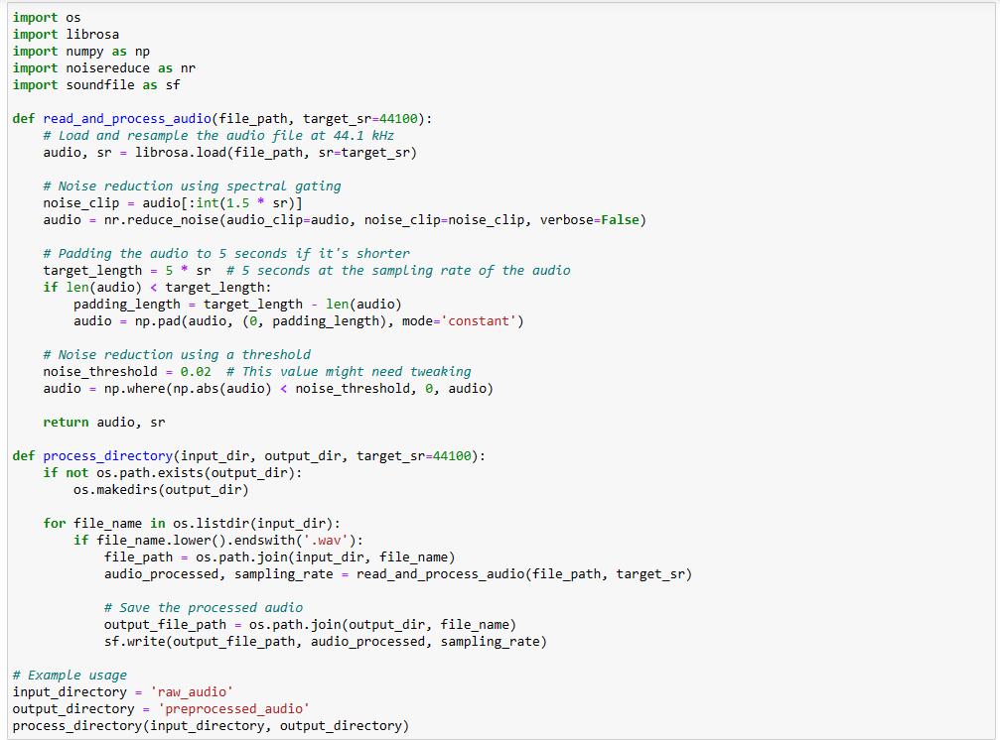 import os
import librosa
import numpy as np
import noisereduce as nr
import soundfile as sf

def read_and_process_audio(file_path, target_sr=44100):
    # Load and resample the audio file at 44.1 kHz
    audio, sr = librosa.load(file_path, sr=target_sr)

    # Noise reduction using spectral gating
    noise_clip = audio[:int(1.5 * sr)]
    audio = nr.reduce_noise(audio_clip=audio, noise_clip=noise_clip, verbose=False)

    # Padding the audio to 5 seconds if it's shorter
    target_length = 5 * sr  # 5 seconds at the sampling rate of the audio
    if len(audio) < target_length:
        padding_length = target_length - len(audio)
        audio = np.pad(audio, (0, padding_length), mode='constant')

    # Noise reduction using a threshold
    noise_threshold = 0.02  # This value might need tweaking
    audio = np.where(np.abs(audio) < noise_threshold, 0, audio)

    return audio, sr

def process_directory(input_dir, output_dir, target_sr=44100):
    if not os.path.exists(output_dir):
        os.makedirs(output_dir)

    for file_name in os.listdir(input_dir):
        if file_name.lower().endswith('.wav'):
            file_path = os.path.join(input_dir, file_name)
            audio_processed, sampling_rate = read_and_process_audio(file_path, target_sr)

            # Save the processed audio
            output_file_path = os.path.join(output_dir, file_name)
            sf.write(output_file_path, audio_processed, sampling_rate)

# Example usage
input_directory = 'raw_audio'
output_directory = 'preprocessed_audio'
process_directory(input_directory, output_directory)